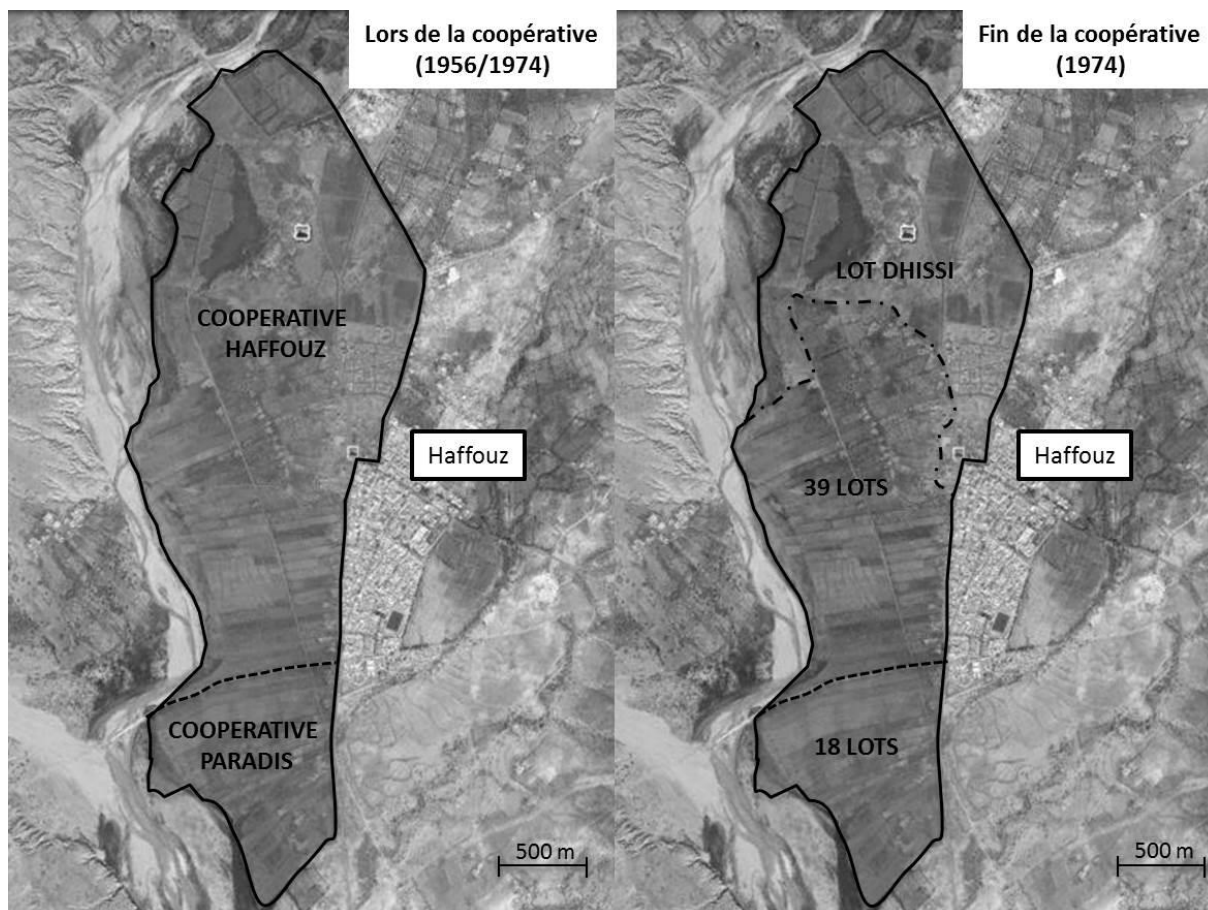 Lors de la coopérative
(1956/1974)
COOPERATIVE
HAFFOUZ
Haffouz
COOPERATIVE
PARADIS
500 m
Fin de la coopérative
(1974)
LOT DHISSI
39 LOTS
Haffouz
18 LOTS
500 m